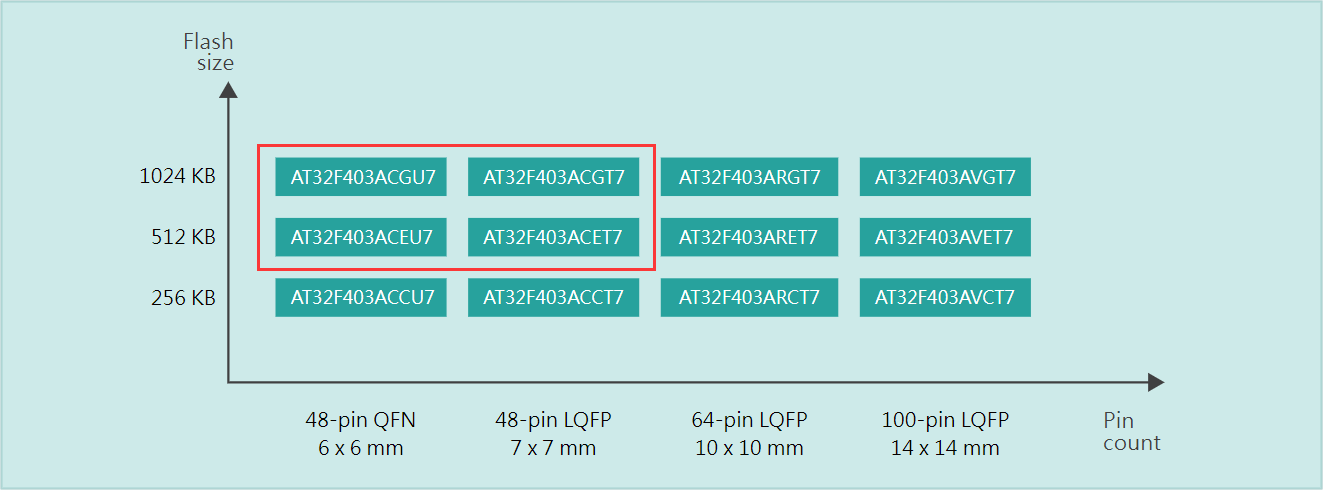 Flash
size
1024 KB
AT32F403ACGU7
AT32F403ACGT7
AT32F403ARGT7
AT32F403AVGT7
512 KB
AT32F403ACEU7
AT32F403ACET7
AT32F403ARET7
AT32F403AVET7
256 KB
AT32F403ACCU7
AT32F403ACCT7
AT32F403ARCT7
AT32F403AVCT7
48-pin QFN
6 x 6 mm
48-pin LQFP
7 x 7 mm
64-pin LQFP
10 x 10 mm
100-pin LQFP
14 x 14 mm
Pin
count